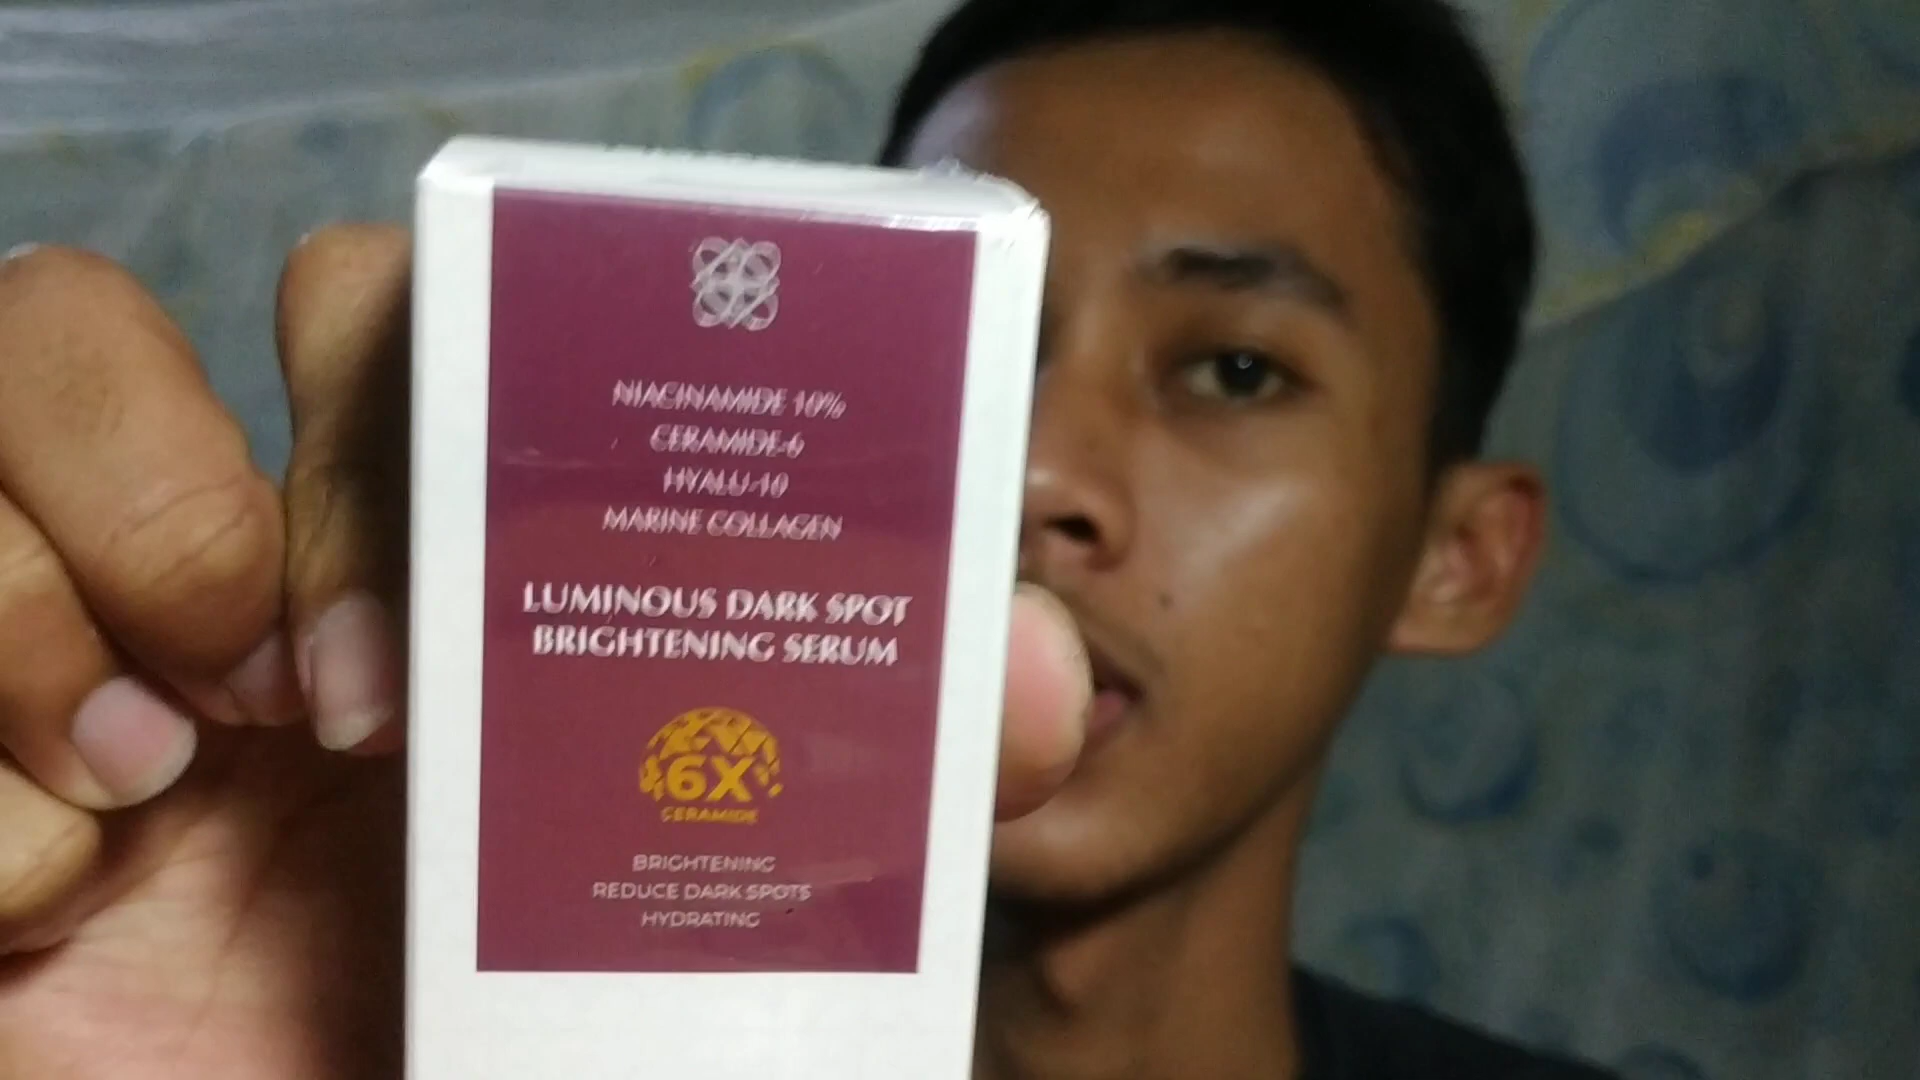 NIACINAMIDE 10%
CERAMIDE-6
HYALU-10
MARINE COLLAGEN
LUMINOUS DARK SPOT
BRIGHTENING SERUM
6X
CERAMIDE
BRIGHTENING
REDUCE DARK SPOTS
HYDRATING